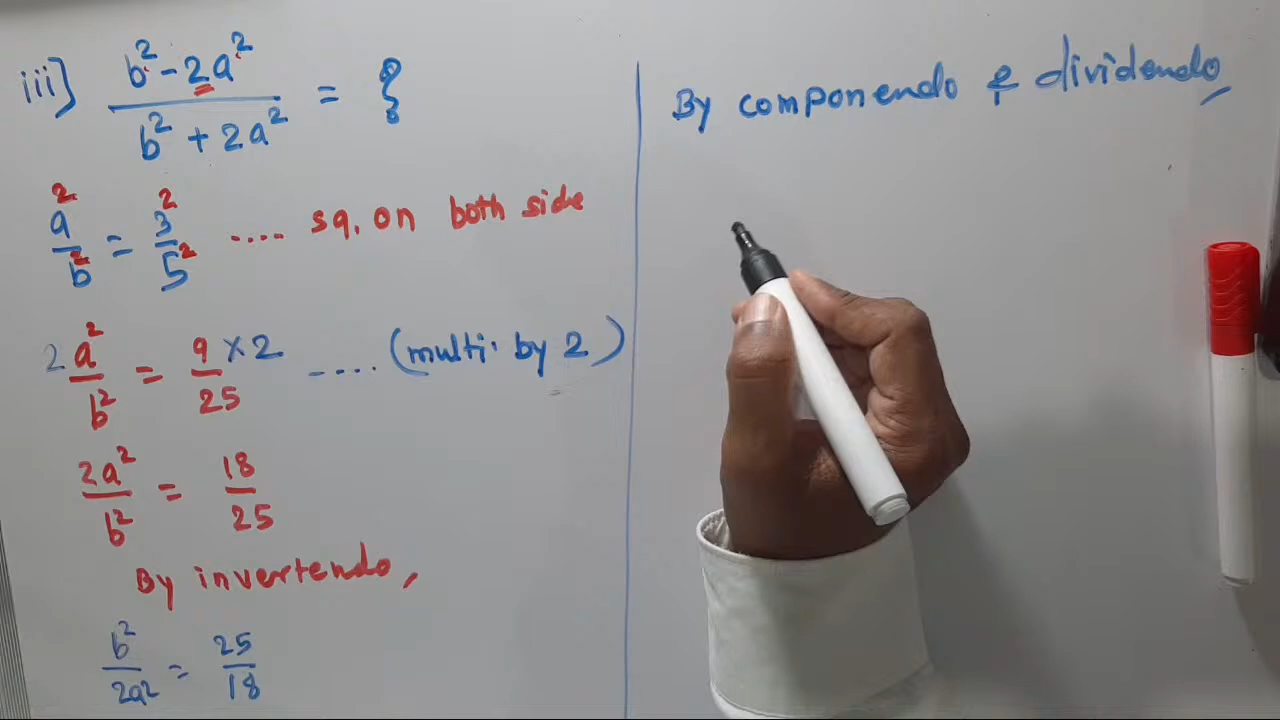 iii] b²-2a² / b²+2a² = {
a²/b² = 3²/5² .... sq. on both side
2a²/b² = 9×2/25 .... (multi. by 2)
2a²/b² = 18/25
By invertendo,
b²/2a² = 25/18
By componendo & dividendo,